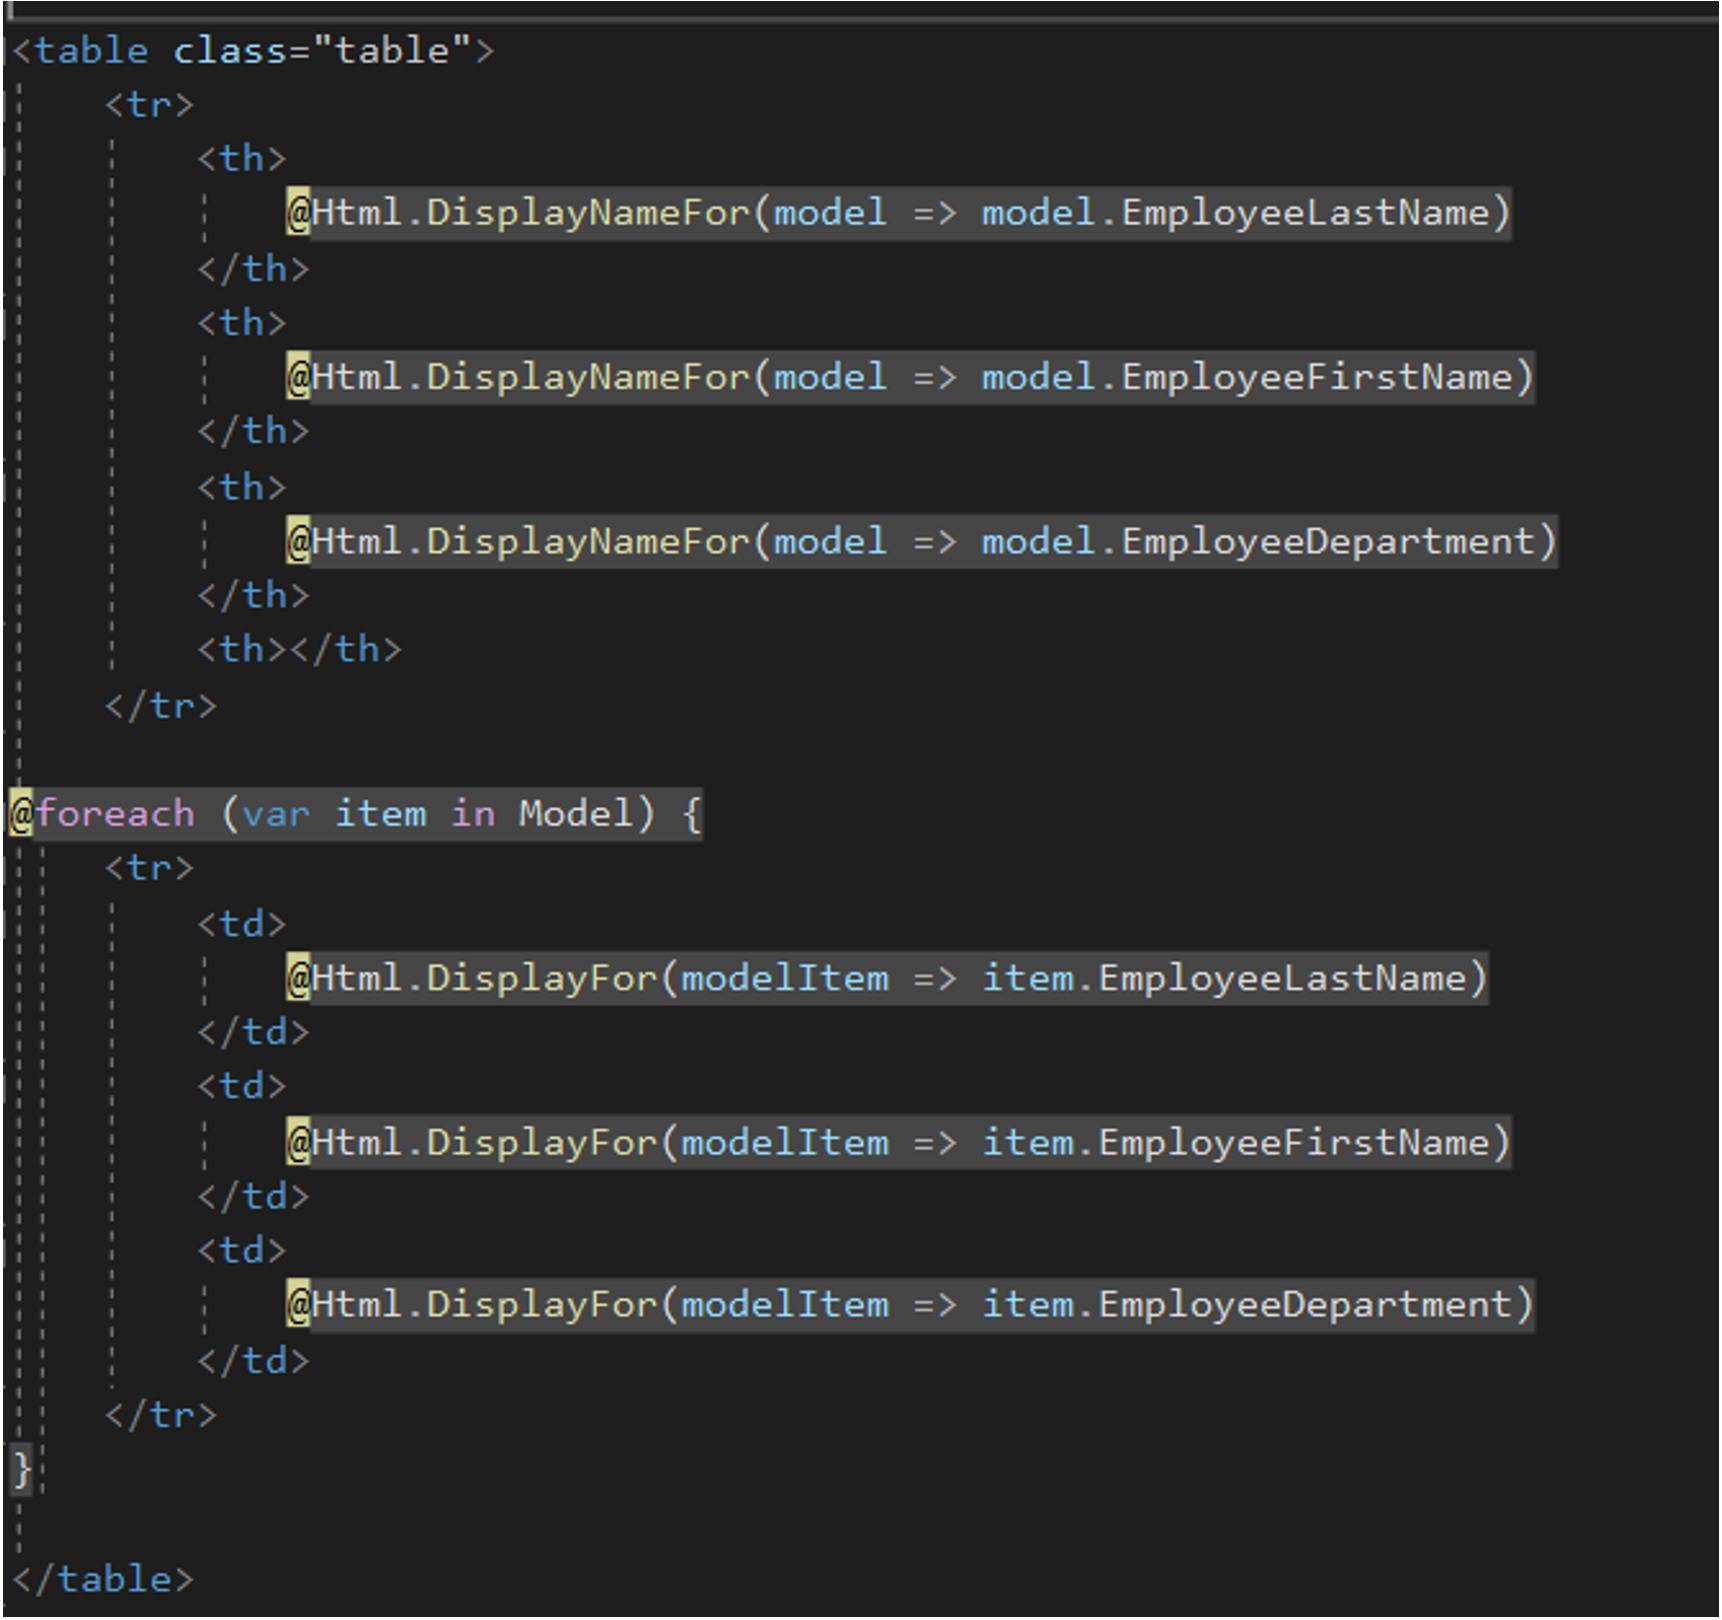 <table class="table">
<tr>
<th>
@Html.DisplayNameFor(model => model.EmployeeLastName)
</th>
<th>
@Html.DisplayNameFor(model => model.EmployeeFirstName)
</th>
<th>
@Html.DisplayNameFor(model => model.EmployeeDepartment)
</th>
<th></th>
</tr>
@foreach (var item in Model) {
<tr>
<td>
@Html.DisplayFor(modelItem => item.EmployeeLastName)
</td>
<td>
@Html.DisplayFor(modelItem => item.EmployeeFirstName)
</td>
<td>
@Html.DisplayFor(modelItem => item.EmployeeDepartment)
</td>
</tr>
}
</table>